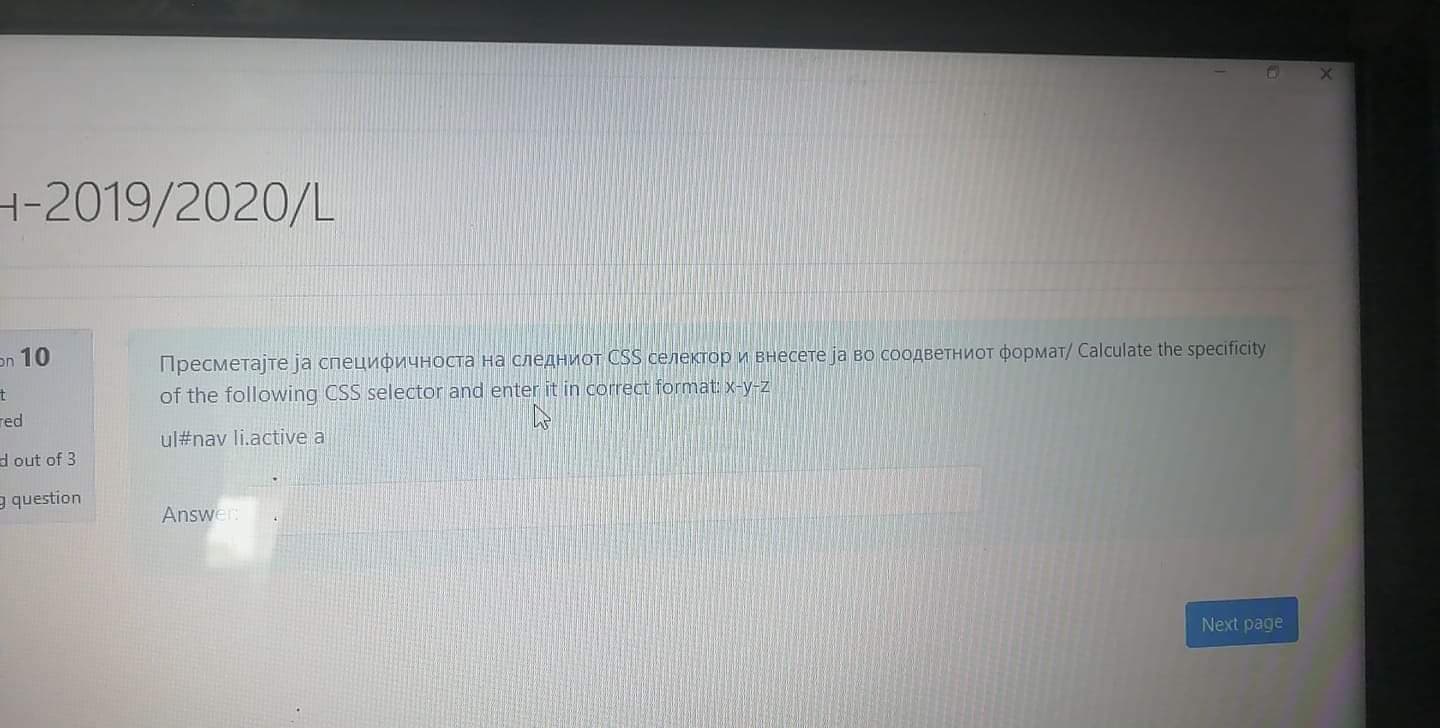 -2019/2020/L
10
out of 3
question
Пресметајте ја специфичноста на следниот CSS селектор и внесете ја во соодветниот формат/ Calculate the specificity
of the following CSS selector and enter it in correct format: x-y-z
ul#nav li.active a
Answer:
Next page